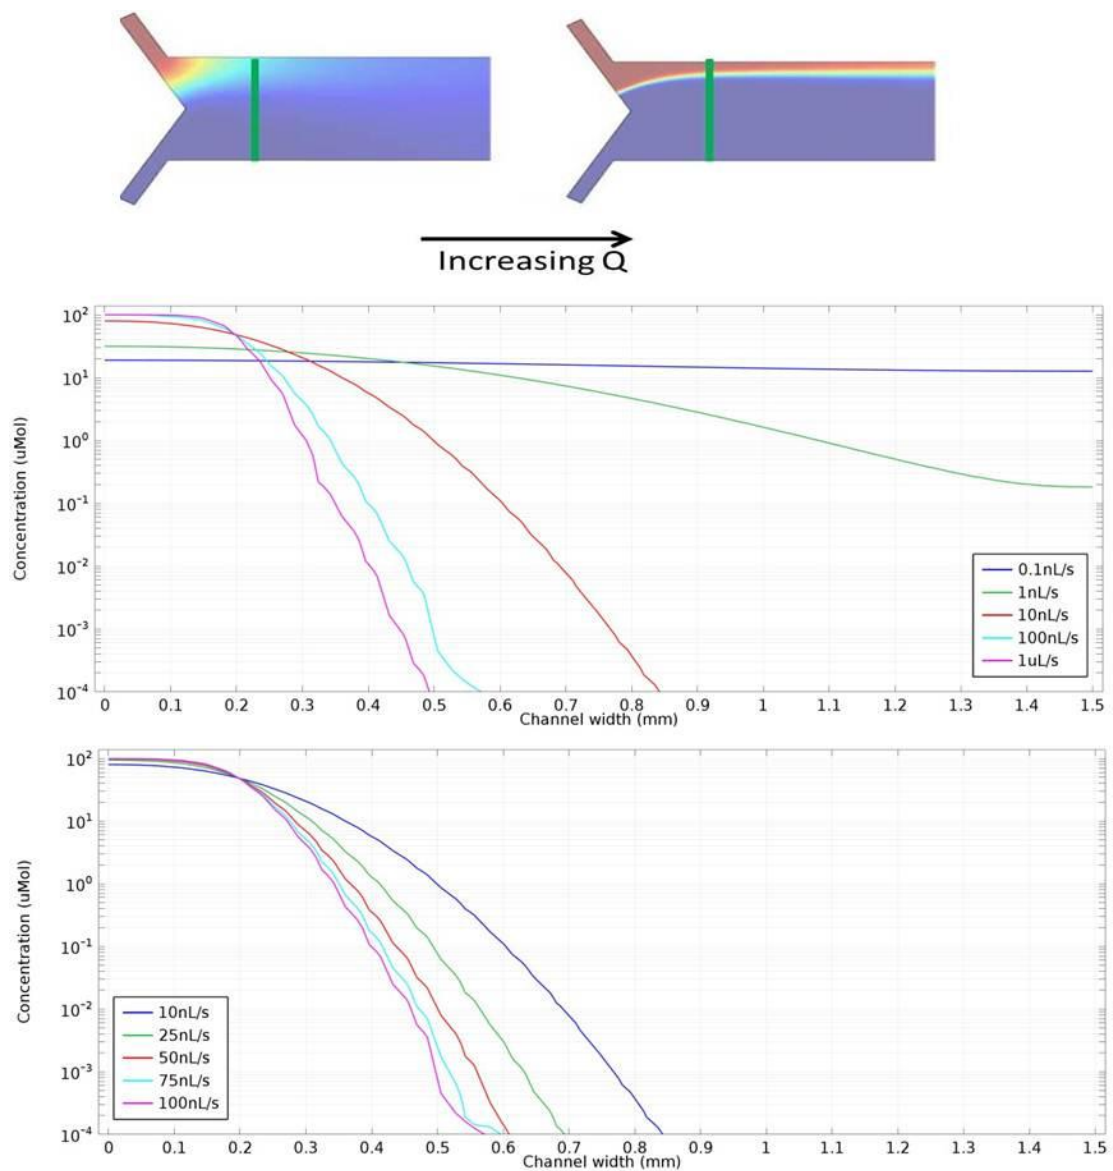 Increasing Q
Concentration (uMol)
10²
10¹
10⁰
10⁻¹
10⁻²
10⁻³
10⁻⁴
0.1nL/s
1nL/s
10nL/s
100nL/s
1uL/s
0 0.1 0.2 0.3 0.4 0.5 0.6 0.7 0.8 0.9 1 1.1 1.2 1.3 1.4 1.5
Channel width (mm)
Concentration (uMol)
10²
10¹
10⁰
10⁻¹
10⁻²
10⁻³
10⁻⁴
10nL/s
25nL/s
50nL/s
75nL/s
100nL/s
0 0.1 0.2 0.3 0.4 0.5 0.6 0.7 0.8 0.9 1 1.1 1.2 1.3 1.4 1.5
Channel width (mm)